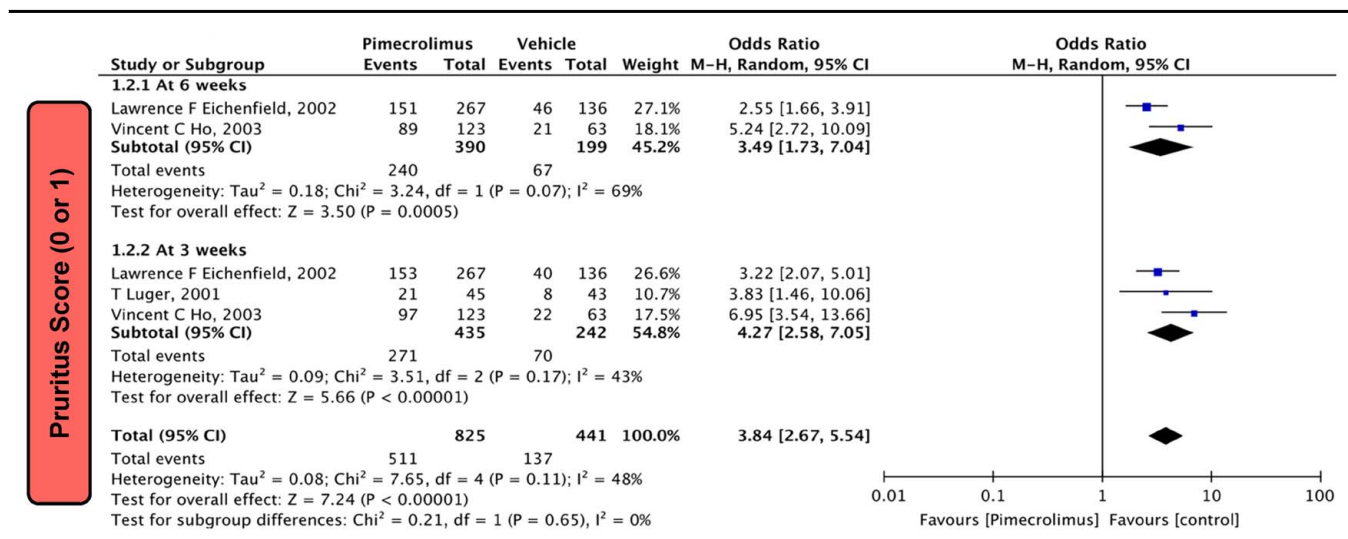 Pimecrolimus Vehicle Odds Ratio Odds Ratio
Study or Subgroup Events Total Events Total Weight M-H, Random, 95% CI M-H, Random, 95% CI
1.2.1 At 6 weeks
Lawrence F Eichenfield, 2002 151 267 46 136 27.1% 2.55 [1.66, 3.91]
Vincent C Ho, 2003 89 123 21 63 18.1% 5.24 [2.72, 10.09]
Subtotal (95% CI) 390 199 45.2% 3.49 [1.73, 7.04]
Total events 240 67
Heterogeneity: Tau² = 0.18; Chi² = 3.24, df = 1 (P = 0.07); I² = 69%
Test for overall effect: Z = 3.50 (P = 0.0005)
1.2.2 At 3 weeks
Lawrence F Eichenfield, 2002 153 267 40 136 26.6% 3.22 [2.07, 5.01]
T Luger, 2001 21 45 8 43 10.7% 3.83 [1.46, 10.06]
Vincent C Ho, 2003 97 123 22 63 17.5% 6.95 [3.54, 13.66]
Subtotal (95% CI) 435 242 54.8% 4.27 [2.58, 7.05]
Total events 271 70
Heterogeneity: Tau² = 0.09; Chi² = 3.51, df = 2 (P = 0.17); I² = 43%
Test for overall effect: Z = 5.66 (P < 0.00001)
Total (95% CI) 825 441 100.0% 3.84 [2.67, 5.54]
Total events 511 137
Heterogeneity: Tau² = 0.08; Chi² = 7.65, df = 4 (P = 0.11); I² = 48%
Test for overall effect: Z = 7.24 (P < 0.00001)
Test for subgroup differences: Chi² = 0.21, df = 1 (P = 0.65), I² = 0%
0.01 0.1 1 10 100
Favours [Pimecrolimus] Favours [control]
Pruritus Score (0 or 1)